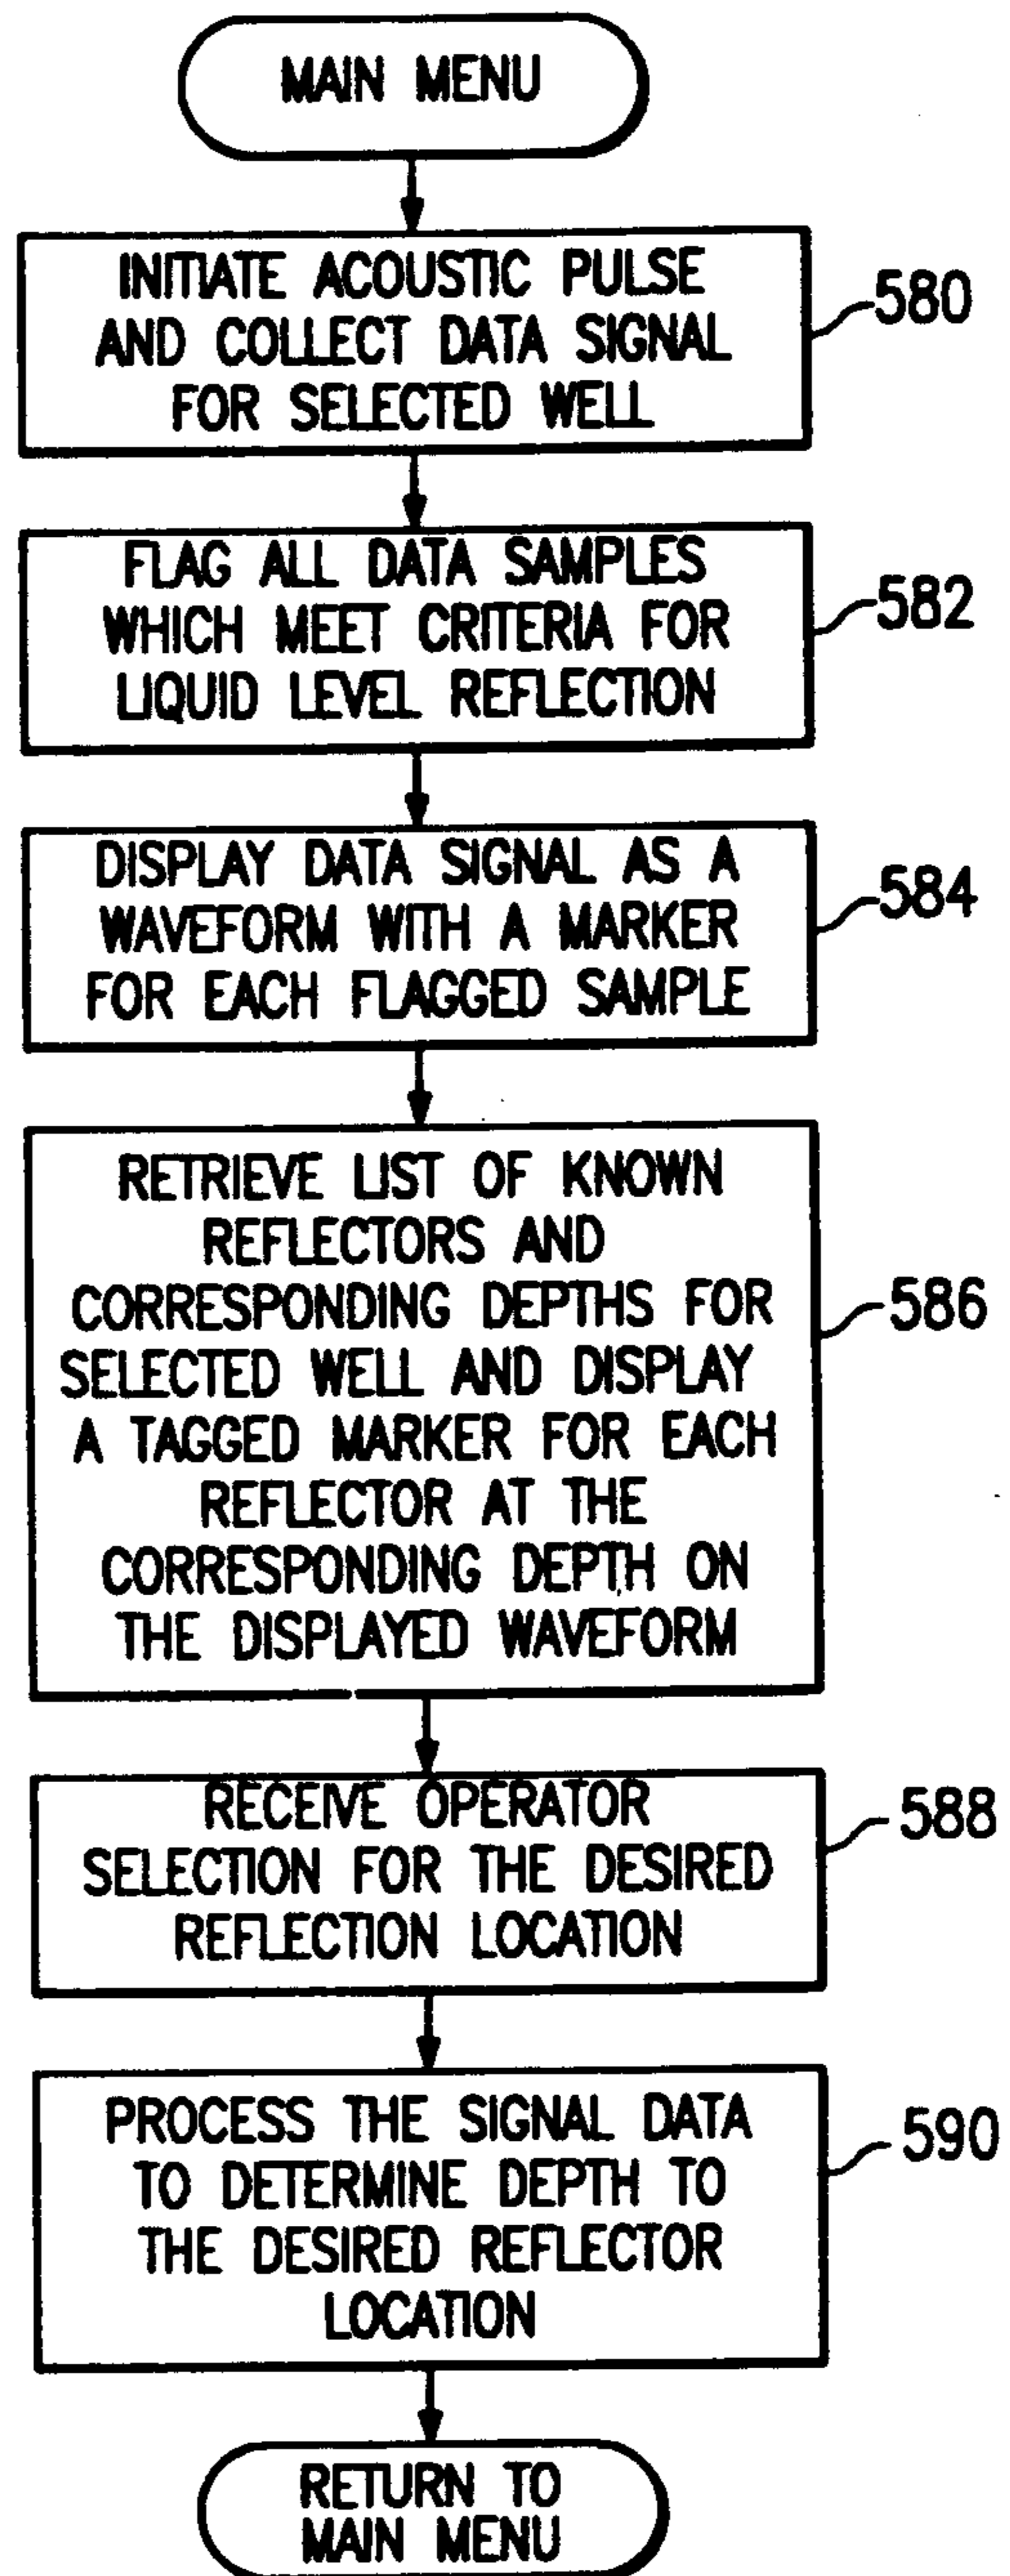 MAIN MENU
INITIATE ACOUSTIC PULSE
AND COLLECT DATA SIGNAL
FOR SELECTED WELL
580
FLAG ALL DATA SAMPLES
WHICH MEET CRITERIA FOR
LIQUID LEVEL REFLECTION
582
DISPLAY DATA SIGNAL AS A
WAVEFORM WITH A MARKER
FOR EACH FLAGGED SAMPLE
584
RETRIEVE LIST OF KNOWN
REFLECTORS AND
CORRESPONDING DEPTHS FOR
SELECTED WELL AND DISPLAY
A TAGGED MARKER FOR EACH
REFLECTOR AT THE
CORRESPONDING DEPTH ON
THE DISPLAYED WAVEFORM
586
RECEIVE OPERATOR
SELECTION FOR THE DESIRED
REFLECTION LOCATION
588
PROCESS THE SIGNAL DATA
TO DETERMINE DEPTH TO
THE DESIRED REFLECTOR
LOCATION
590
RETURN TO
MAIN MENU